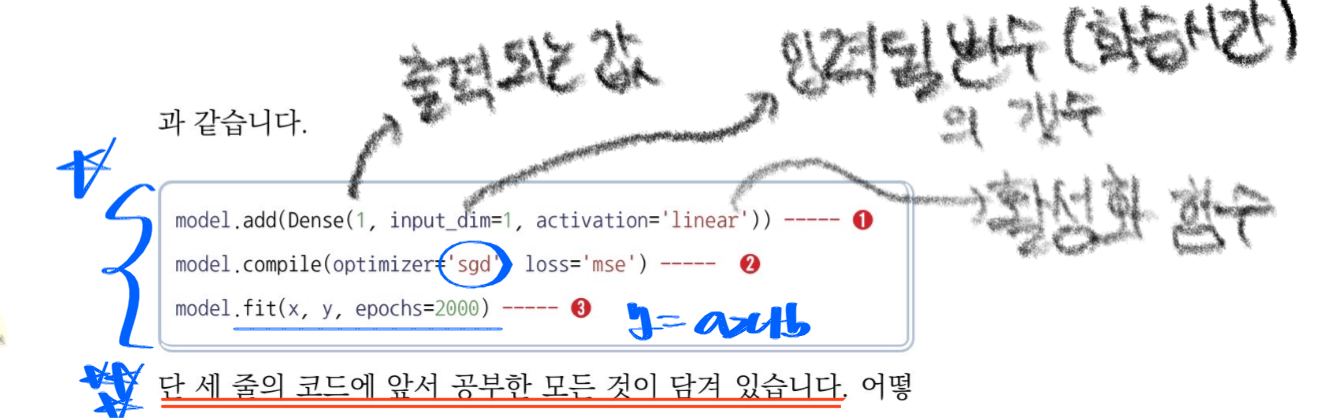 출력되는 값
입력될 변수 (학습시간)
의 갯수
과 같습니다.
활성화 함수
model.add(Dense(1, input_dim=1, activation='linear')) ----- ❶
model.compile(optimizer='sgd', loss='mse') ----- ❷
model.fit(x, y, epochs=2000) ----- ❸
y = ax+b
단 세 줄의 코드에 앞서 공부한 모든 것이 담겨 있습니다. 어떻